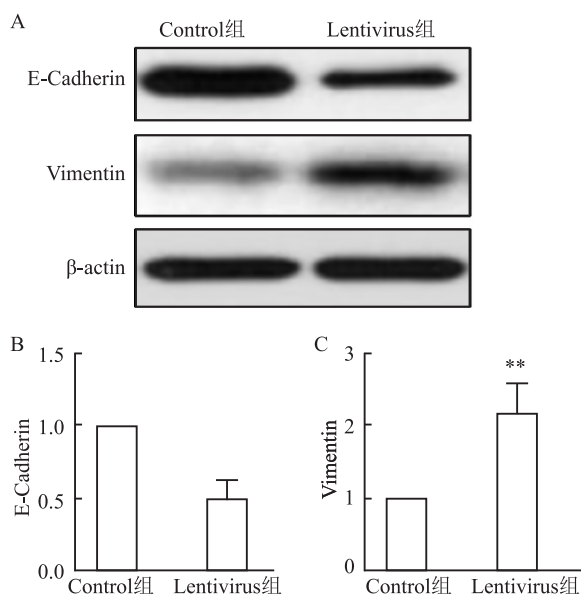 A
Control组 Lentivirus组
E-Cadherin
Vimentin
β-actin
B
1.5
1.0
0.5
0.0
E-Cadherin
Control组 Lentivirus组
C
3
2
1
0
Vimentin
**
Control组 Lentivirus组